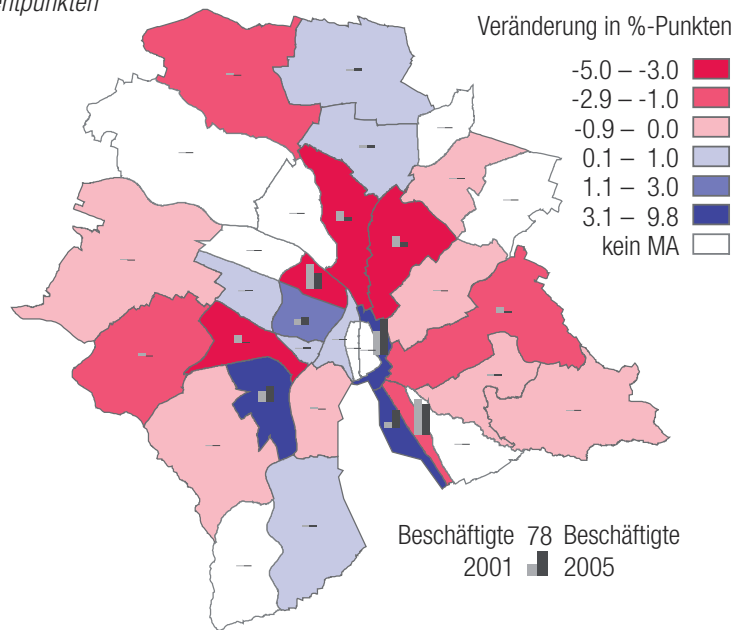 entpunkten
Veränderung in %-Punkten
-5.0 – -3.0
-2.9 – -1.0
-0.9 – 0.0
0.1 – 1.0
1.1 – 3.0
3.1 – 9.8
kein MA
Beschäftigte 78 Beschäftigte
2001 2005